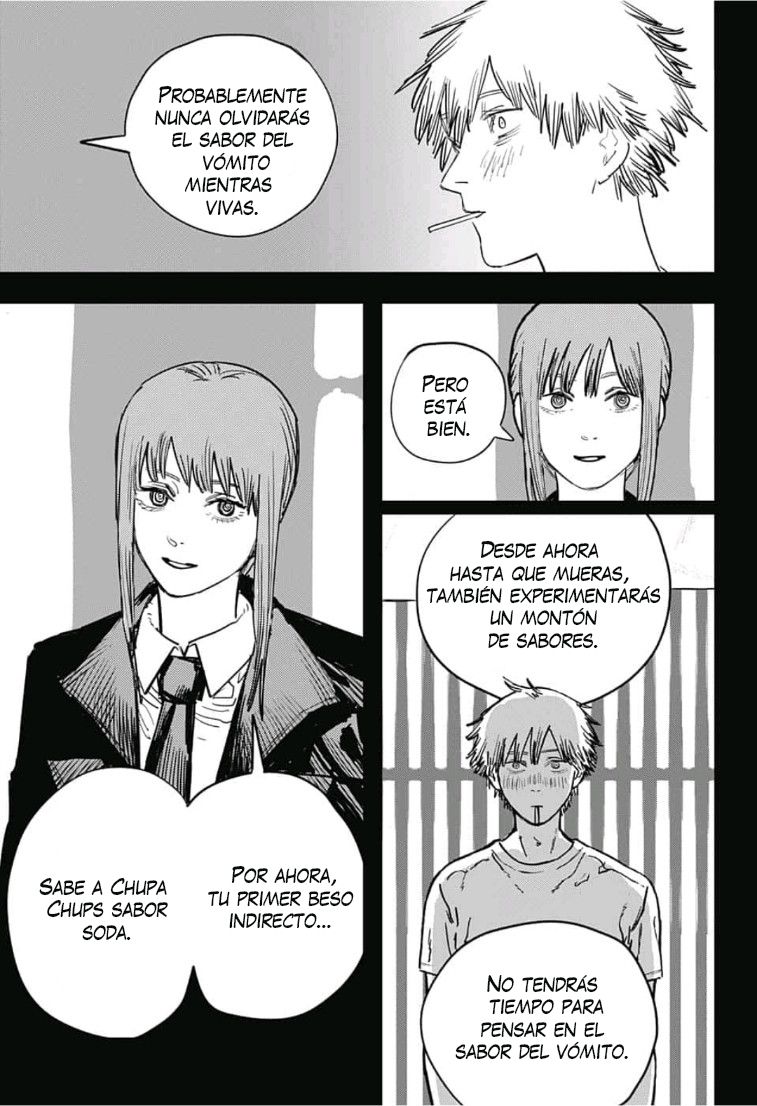 PROBABLEMENTE
NUNCA OLVIDARÁS
EL SABOR DEL
VÓMITO
MIENTRAS
VIVAS.
PERO
ESTÁ
BIEN.
DESDE AHORA
HASTA QUE MUERAS,
TAMBIÉN EXPERIMENTARÁS
UN MONTÓN
DE SABORES.
NO TENDRÁS
TIEMPO PARA
PENSAR EN EL
SABOR DEL VÓMITO.
POR AHORA,
TU PRIMER BESO
INDIRECTO...
SABE A CHUPA
CHUPS SABOR
SODA.